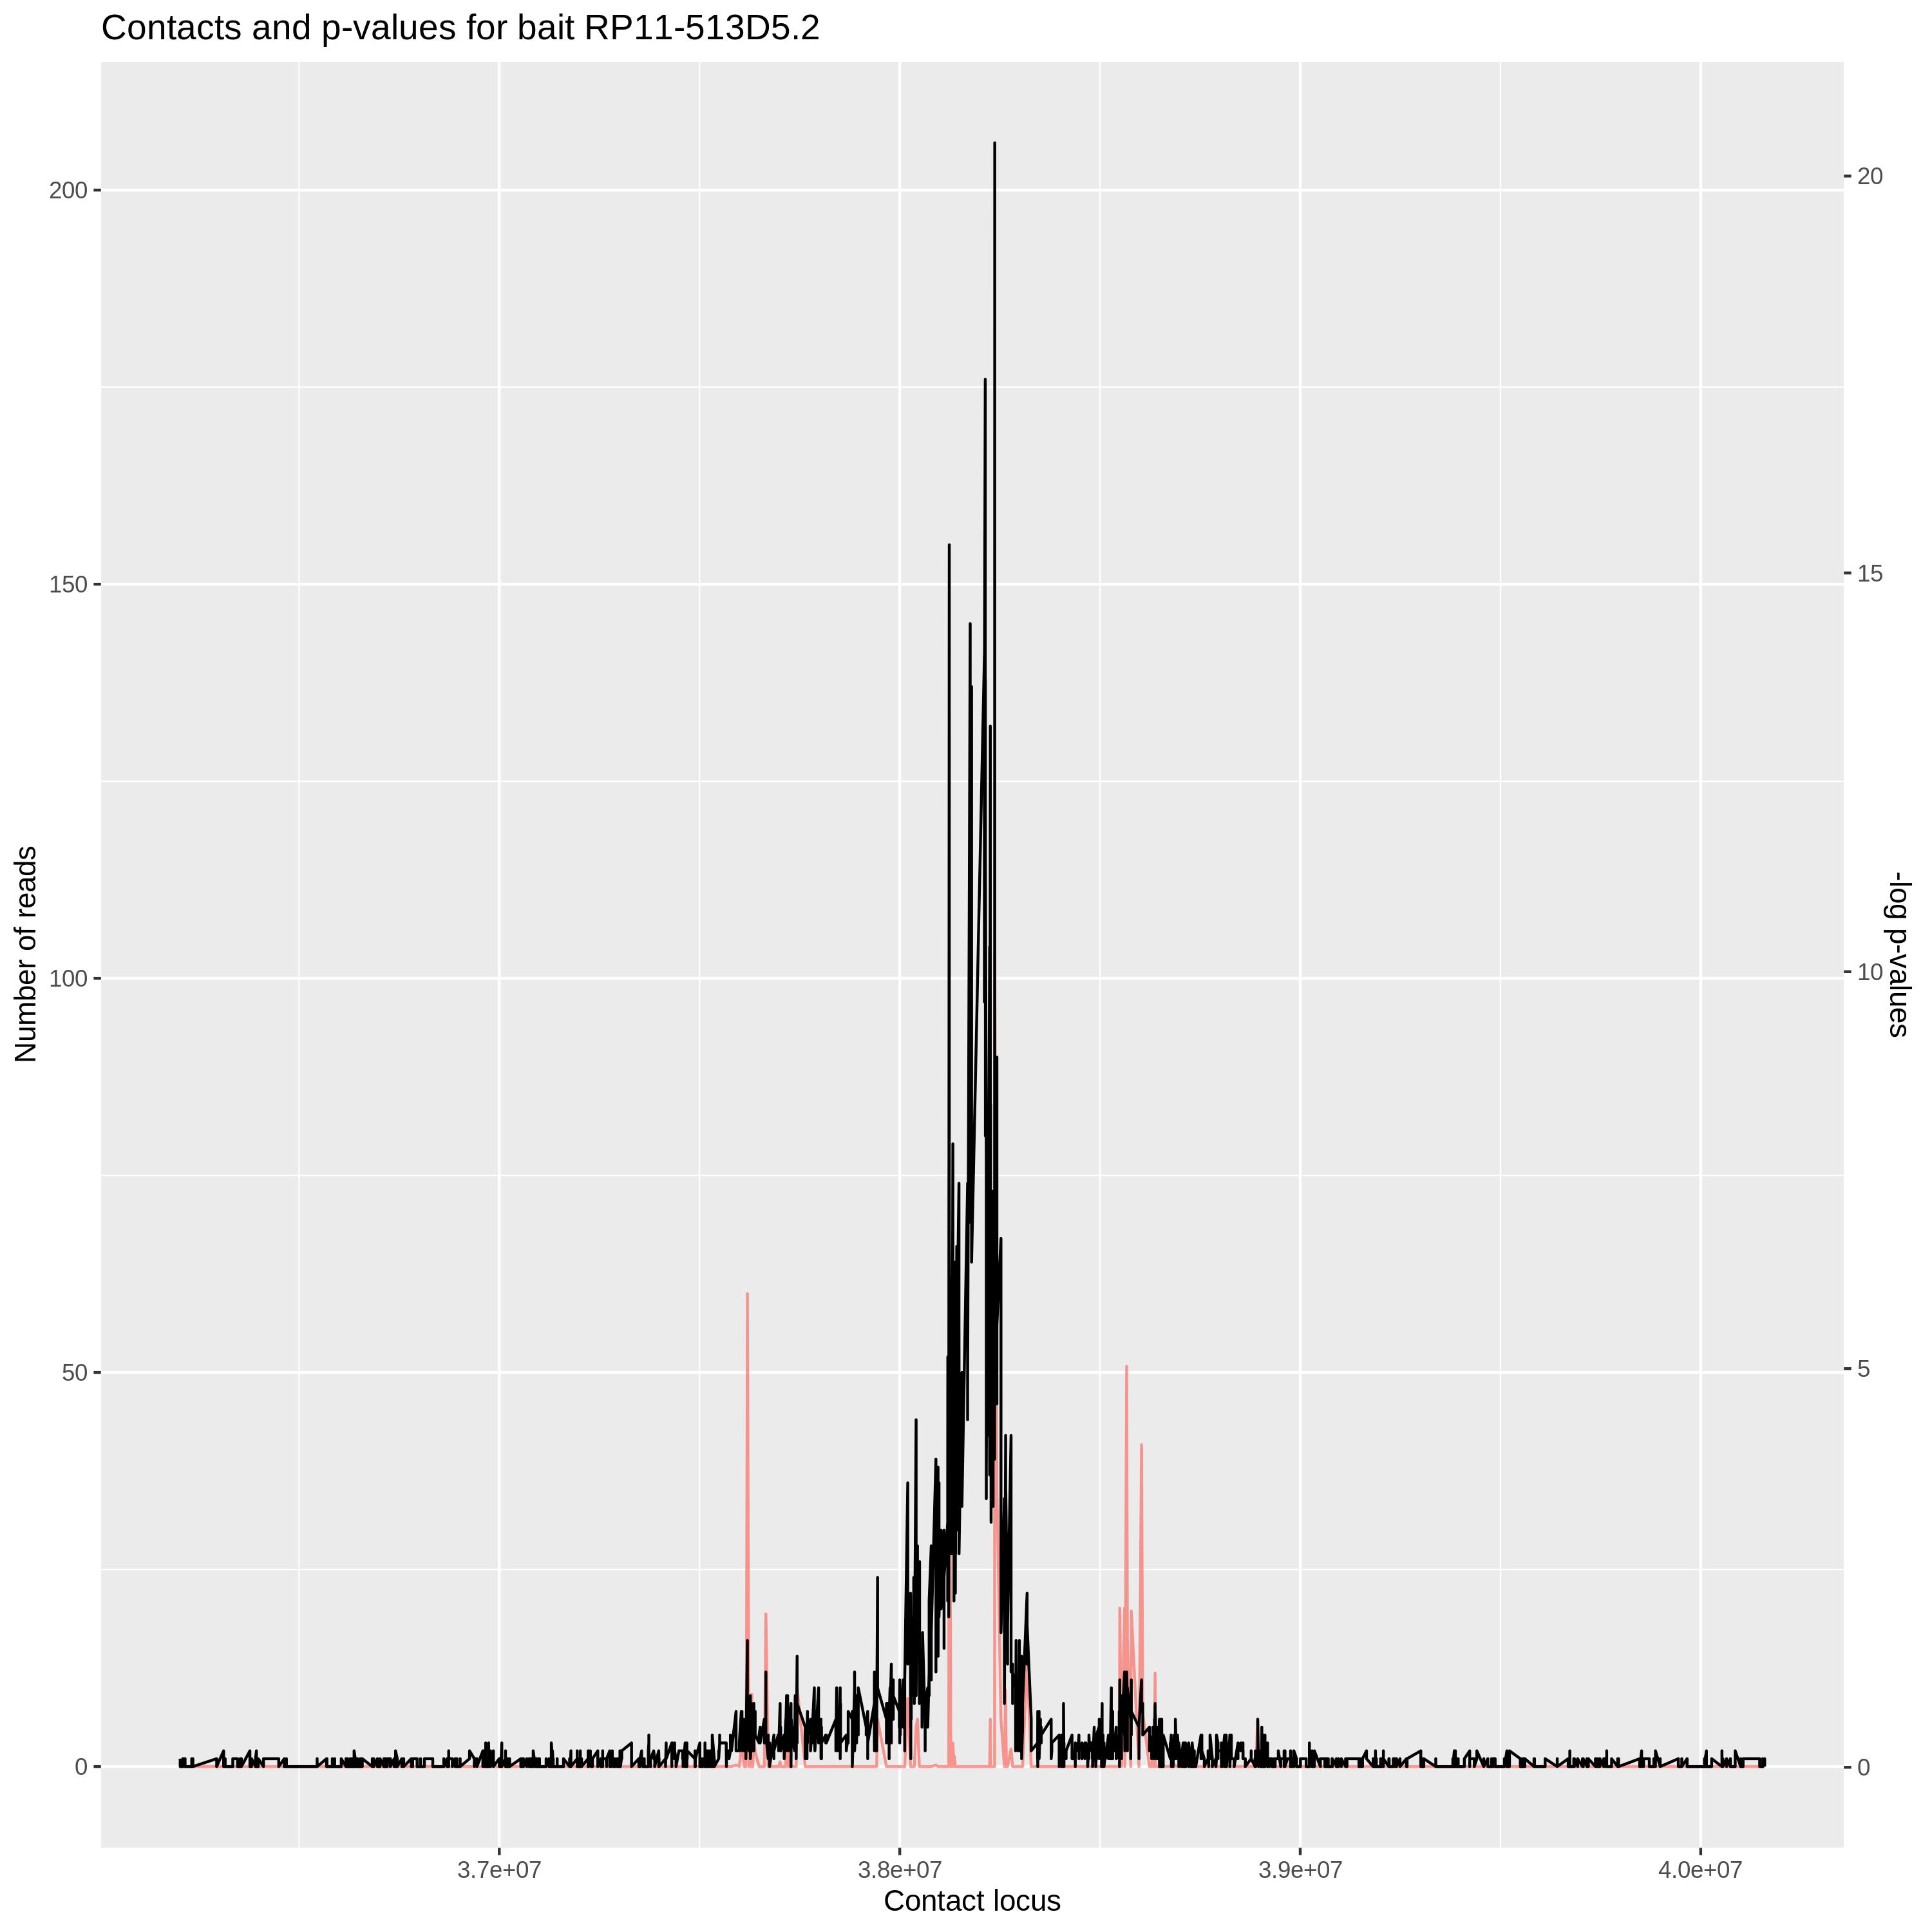 Contacts and p-values for bait RP11-513D5.2
200
150
100
50
0
Number of reads
20
15
10
5
0
-log p-values
3.7e+07
3.8e+07
3.9e+07
4.0e+07
Contact locus